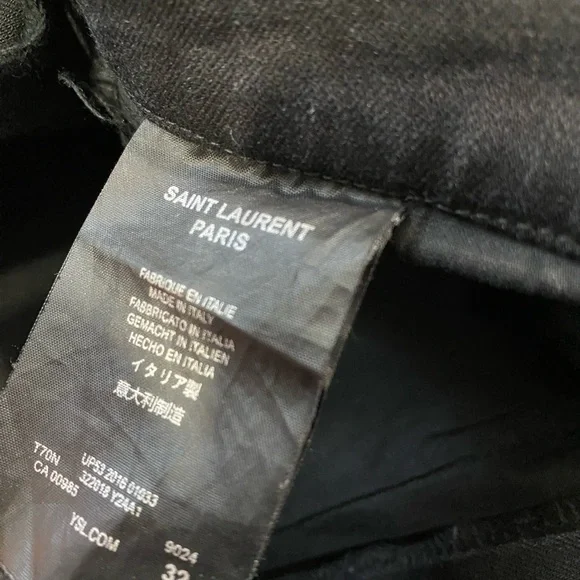 SAINT LAURENT
PARIS
FABRIQUE EN ITALIE
MADE IN ITALY
FABBRICATO IN ITALIA
GEMACHT IN ITALIEN
HECHO EN ITALIA
イタリア製
意大利制造
T70N UP53 2016 01033
CA 00985 322018 Y24A1
YSL.COM 9024
32